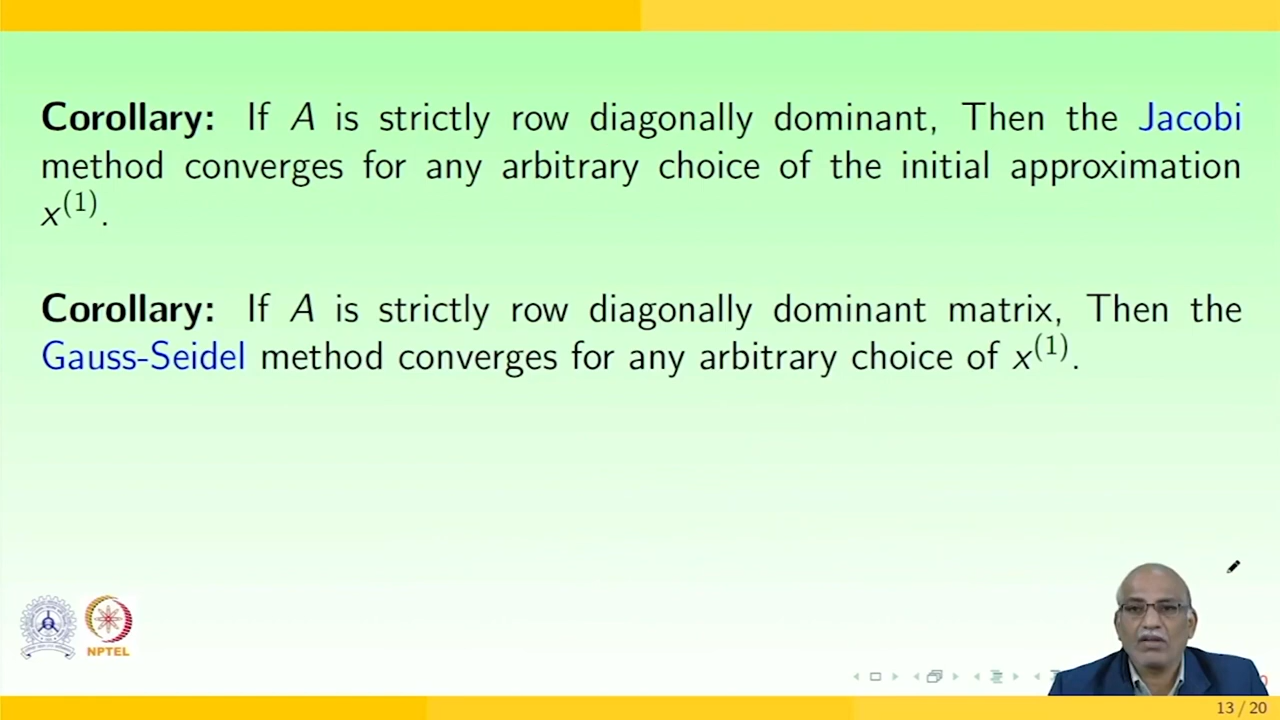 Corollary: If A is strictly row diagonally dominant, Then the Jacobi
method converges for any arbitrary choice of the initial approximation
x⁽¹⁾.
Corollary: If A is strictly row diagonally dominant matrix, Then the
Gauss-Seidel method converges for any arbitrary choice of x⁽¹⁾.
NPTEL
13 / 20